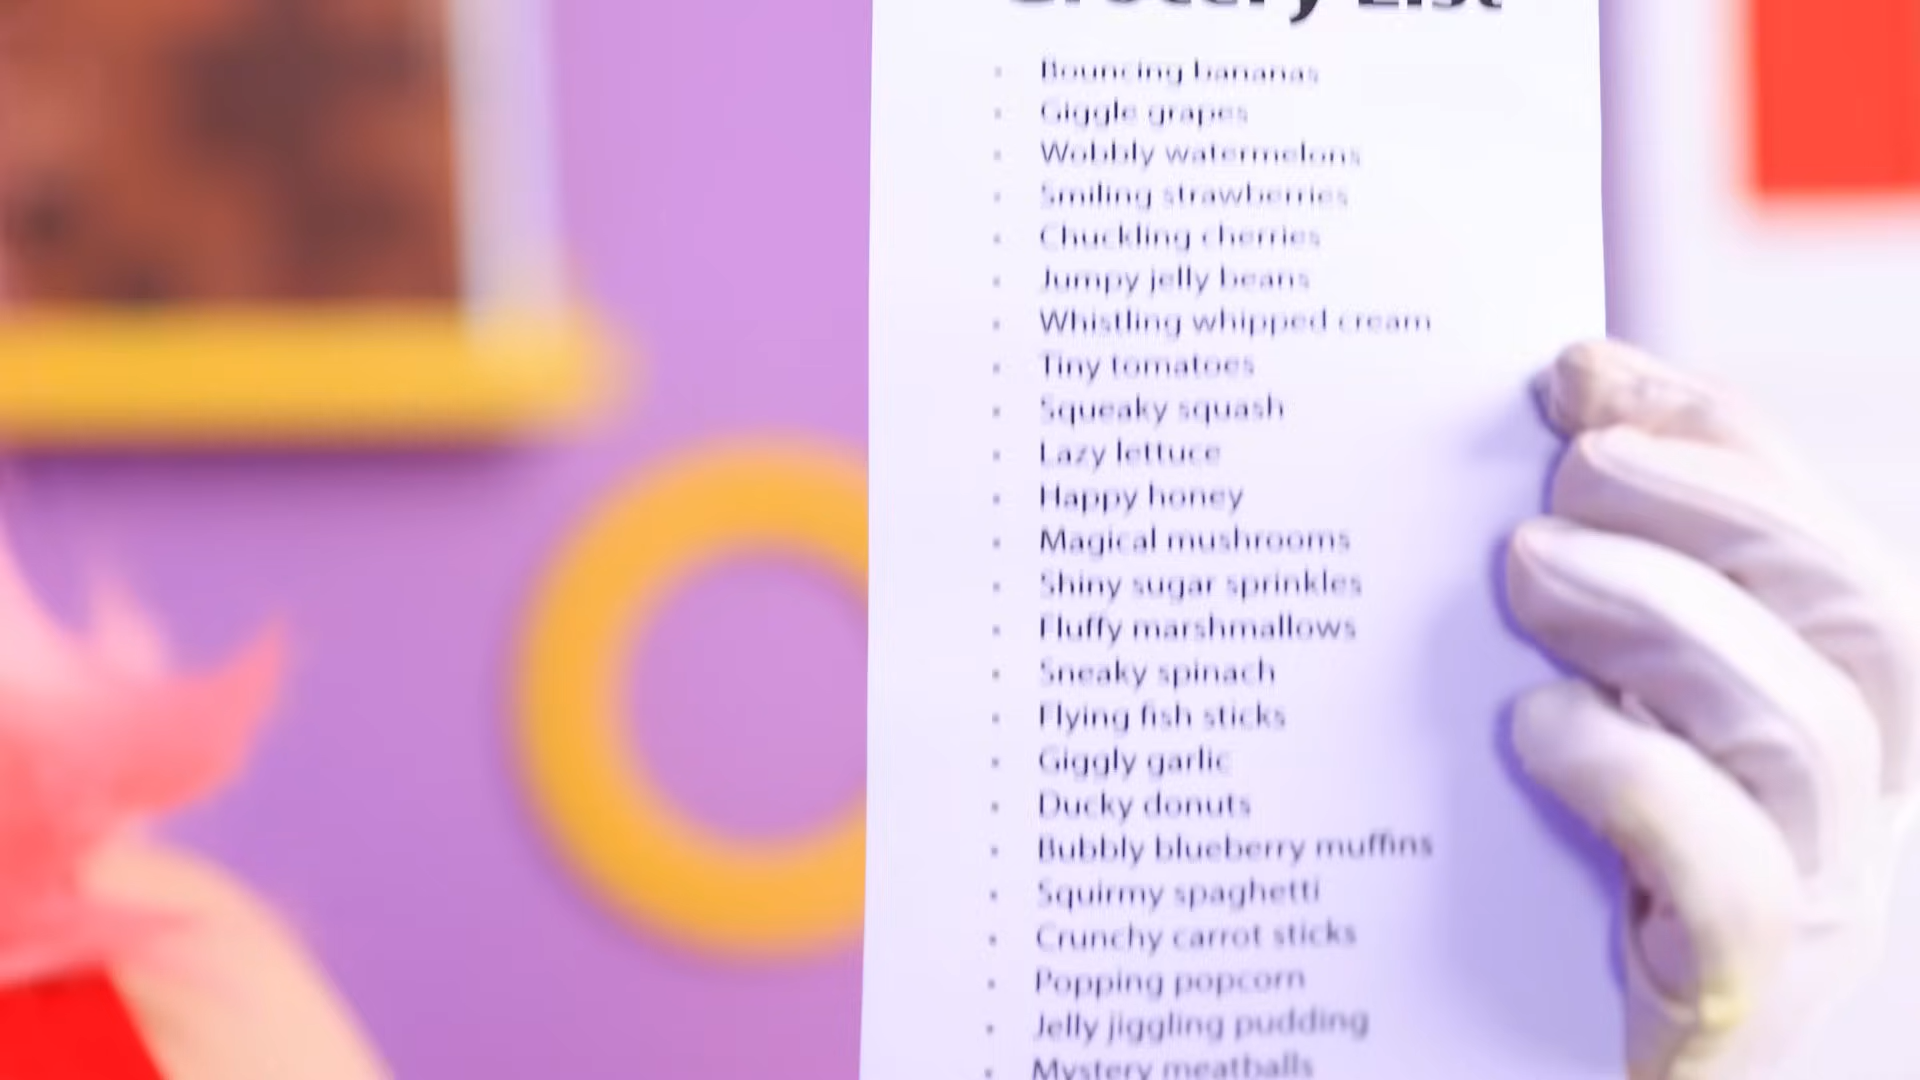 Grocery List
Bouncing bananas
Giggle grapes
Wobbly watermelons
Smiling strawberries
Chuckling cherries
Jumpy jelly beans
Whistling whipped cream
Tiny tomatoes
Squeaky squash
Lazy lettuce
Happy honey
Magical mushrooms
Shiny sugar sprinkles
Fluffy marshmallows
Sneaky spinach
Flying fish sticks
Giggly garlic
Ducky donuts
Bubbly blueberry muffins
Squirmy spaghetti
Crunchy carrot sticks
Popping popcorn
Jelly jiggling pudding
Mystery meatballs